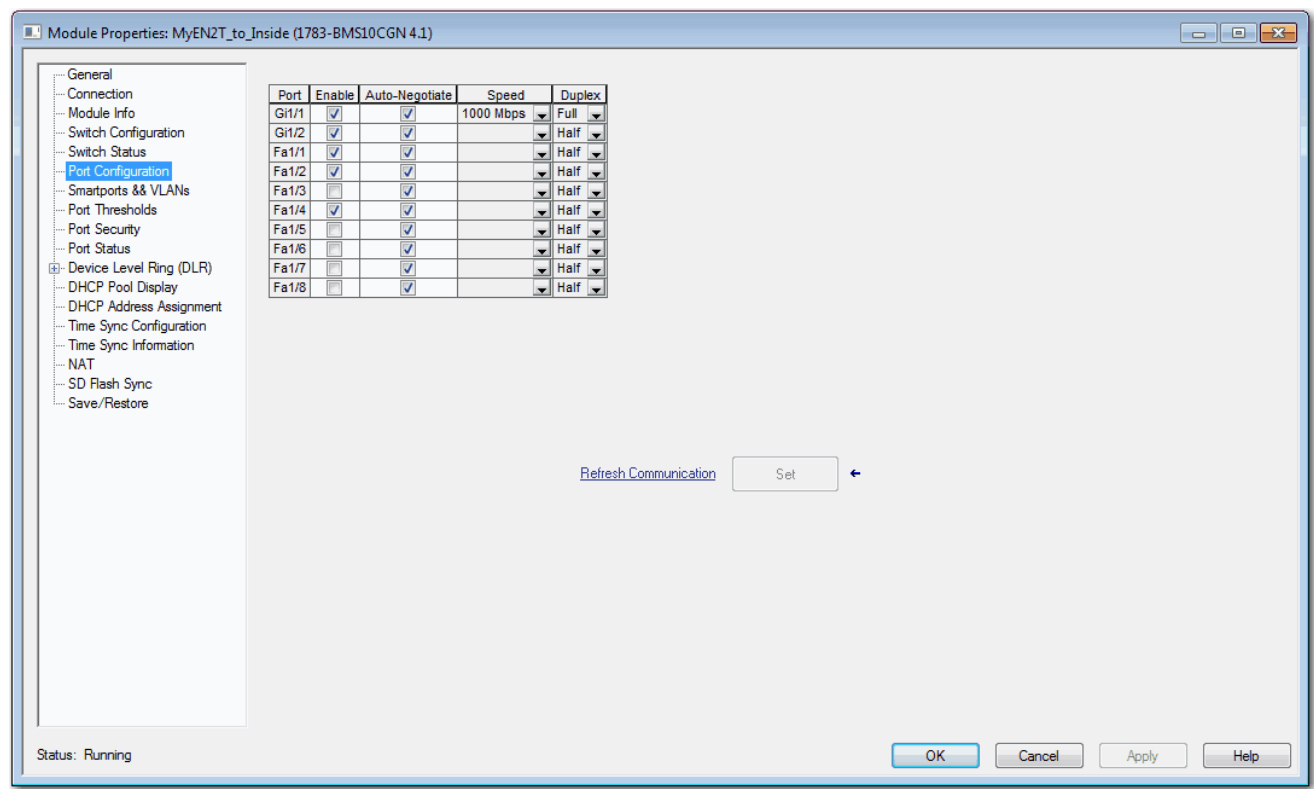 Module Properties: MyEN2T_to_Inside (1783-BMS10CGN 4.1)
General
Connection
Module Info
Switch Configuration
Switch Status
Port Configuration
Smartports && VLANs
Port Thresholds
Port Security
Port Status
Device Level Ring (DLR)
DHCP Pool Display
DHCP Address Assignment
Time Sync Configuration
Time Sync Information
NAT
SD Flash Sync
Save/Restore
Port Enable Auto-Negotiate Speed Duplex
Gi1/1 1000 Mbps Full
Gi1/2 Half
Fa1/1 Half
Fa1/2 Half
Fa1/3 Half
Fa1/4 Half
Fa1/5 Half
Fa1/6 Half
Fa1/7 Half
Fa1/8 Half
Refresh Communication Set
Status: Running
OK Cancel Apply Help